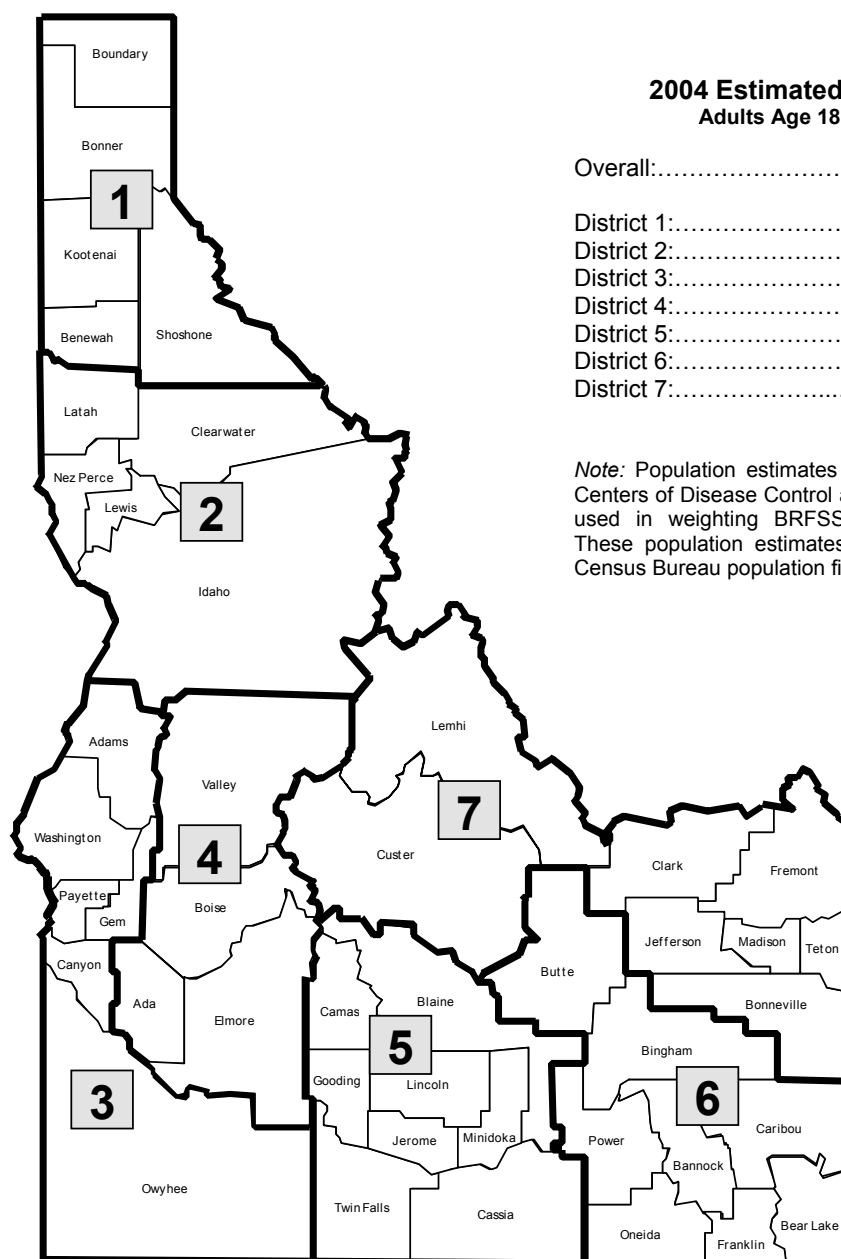 2004 Estimated
Adults Age 18
Overall:……………………
District 1:…………………..
District 2:…………………..
District 3:…………………..
District 4:…………………..
District 5:…………………..
District 6:…………………..
District 7:…………………..
Note: Population estimates
Centers of Disease Control
used in weighting BRFSS
These population estimates
Census Bureau population
Boundary
Bonner
1
Kootenai
Benewah
Shoshone
Latah
Clearwater
Nez Perce
Lewis
2
Idaho
Adams
Lemhi
Valley
7
Washington
4
Custer
Clark
Fremont
Payette
Boise
Gem
Jefferson
Madison
Teton
Canyon
Butte
Ada
Camas
Blaine
Bonneville
Elmore
5
Bingham
Gooding
Lincoln
3
6
Caribou
Jerome
Minidoka
Power
Bannock
Owyhee
Twin Falls
Cassia
Oneida
Franklin
Bear Lake